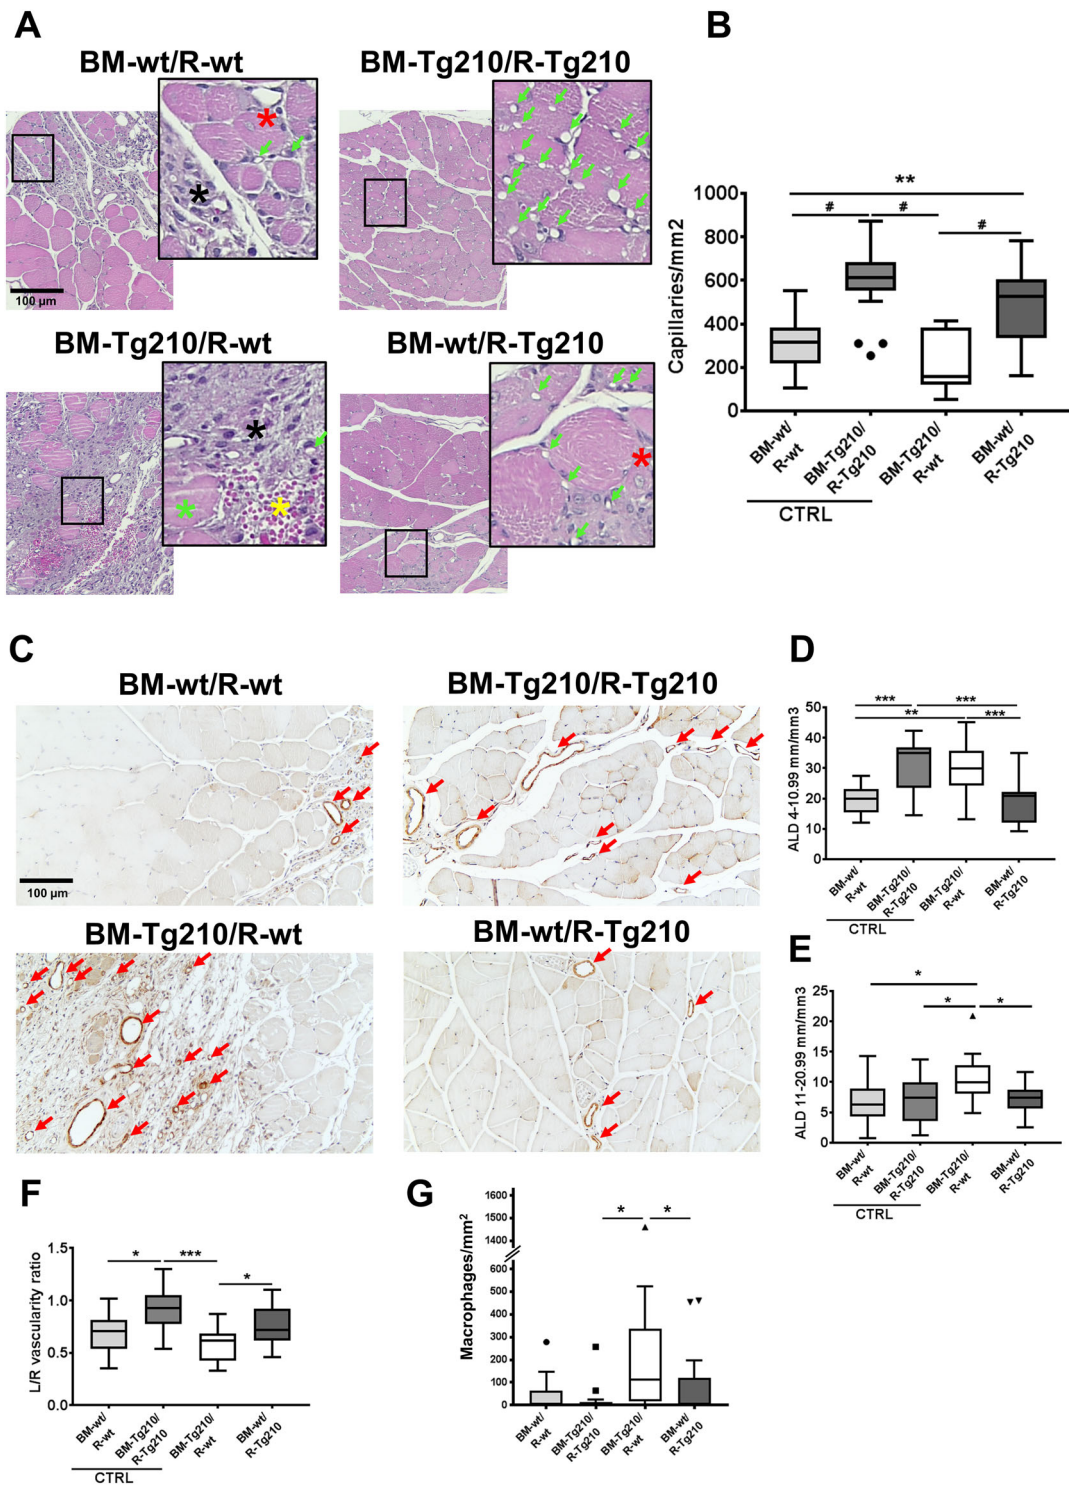 A
BM-wt/R-wt
BM-Tg210/R-Tg210
*
*
100 µm
BM-Tg210/R-wt
BM-wt/R-Tg210
*
*
*
*
B
Capillaries/mm2
1000
800
600
400
200
0
**
#
#
#
BM-wt/
R-wt
BM-Tg210/
R-Tg210
BM-Tg210/
R-wt
BM-wt/
R-Tg210
CTRL
C
BM-wt/R-wt
BM-Tg210/R-Tg210
100 µm
BM-Tg210/R-wt
BM-wt/R-Tg210
D
ALD 4-10.99 mm/mm3
50
40
30
20
10
0
***
***
**
***
BM-wt/
R-wt
BM-Tg210/
R-Tg210
BM-Tg210/
R-wt
BM-wt/
R-Tg210
CTRL
E
ALD 11-20.99 mm/mm3
25
20
15
10
5
0
*
*
*
BM-wt/
R-wt
BM-Tg210/
R-Tg210
BM-Tg210/
R-wt
BM-wt/
R-Tg210
CTRL
F
L/R vascularity ratio
1.5
1.0
0.5
0.0
*
***
*
BM-wt/
R-wt
BM-Tg210/
R-Tg210
BM-Tg210/
R-wt
BM-wt/
R-Tg210
CTRL
G
Macrophages/mm²
1600
1500
1400
600
500
400
300
200
100
0
*
*
BM-wt/
R-wt
BM-Tg210/
R-Tg210
BM-Tg210/
R-wt
BM-wt/
R-Tg210